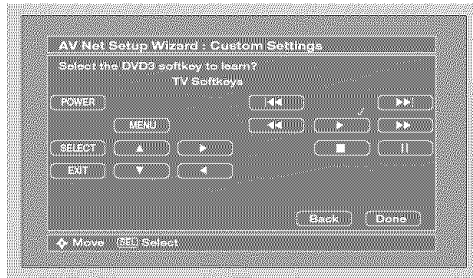 AV Net Setup Wizard : Custom Settings
Select the DVD3 softkey to learn?
TV Softkeys
POWER
MENU
SELECT
EXIT
Back Done
Move SEL Select